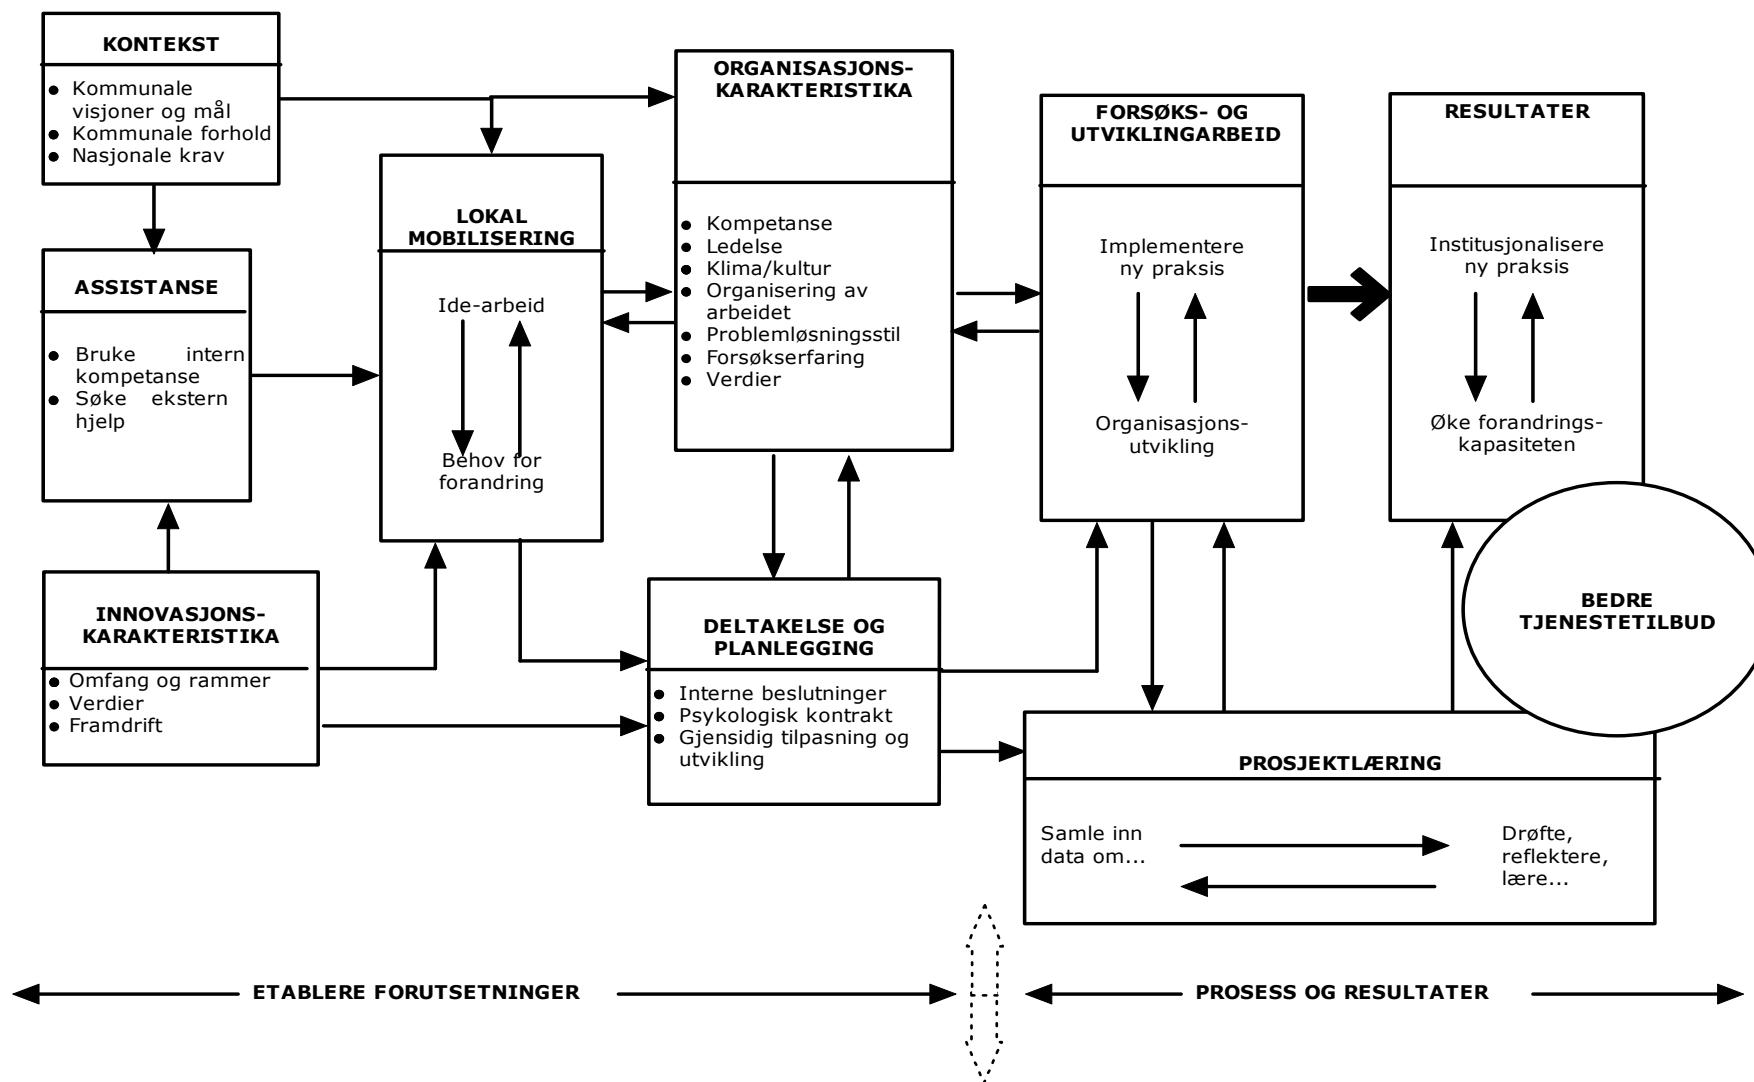 KONTEKST
● Kommunale
visjoner og mål
● Kommunale forhold
● Nasjonale krav
ASSISTANSE
● Bruke intern
kompetanse
● Søke ekstern
hjelp
INNOVASJONS-
KARAKTERISTIKA
● Omfang og rammer
● Verdier
● Framdrift
LOKAL
MOBILISERING
Ide-arbeid
Behov for
forandring
ORGANISASJONS-
KARAKTERISTIKA
● Kompetanse
● Ledelse
● Klima/kultur
● Organisering av
arbeidet
● Problemløsningsstil
● Forsøkserfaring
● Verdier
DELTAKELSE OG
PLANLEGGING
● Interne beslutninger
● Psykologisk kontrakt
● Gjensidig tilpasning og
utvikling
FORSØKS- OG
UTVIKLINGARBEID
Implementere
ny praksis
Organisasjons-
utvikling
RESULTATER
Institusjonalisere
ny praksis
Øke forandrings-
kapasiteten
BEDRE
TJENESTETILBUD
PROSJEKTLÆRING
Samle inn
data om...
Drøfte,
reflektere,
lære...
ETABLERE FORUTSETNINGER
PROSESS OG RESULTATER